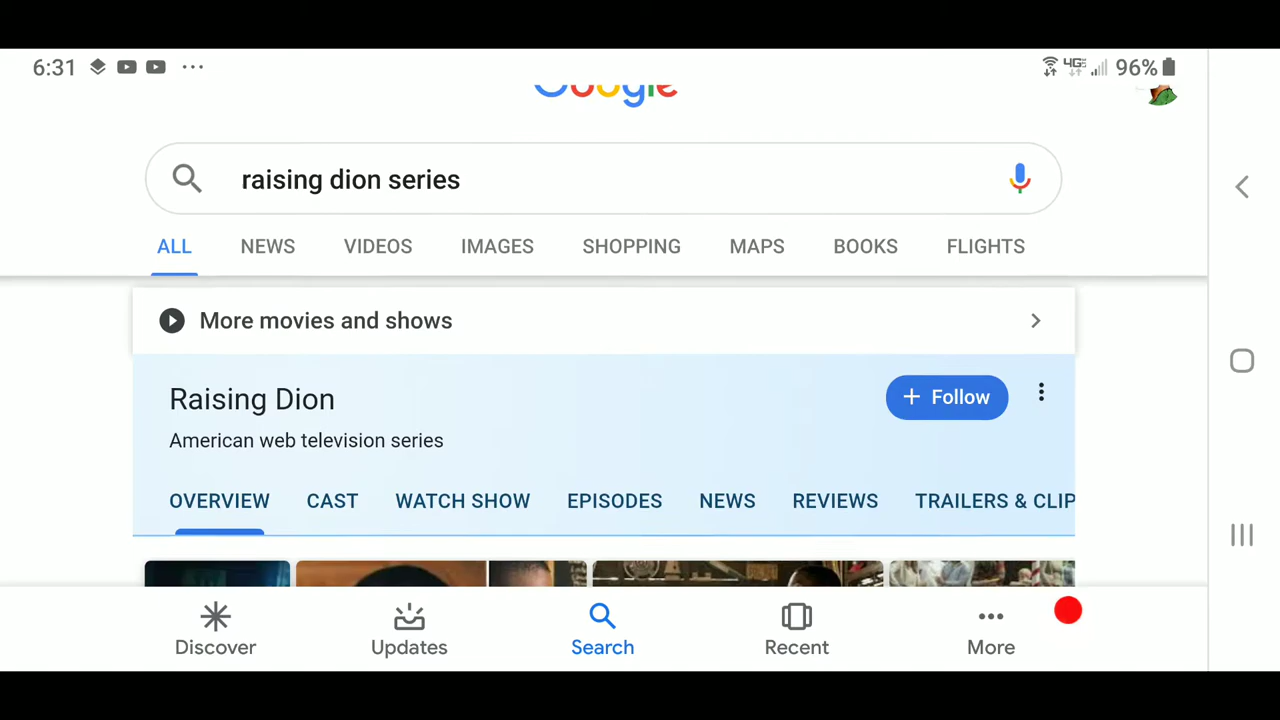 6:31 ... 4GE 96%
Google
raising dion series
ALL NEWS VIDEOS IMAGES SHOPPING MAPS BOOKS FLIGHTS
More movies and shows
Raising Dion
+ Follow
American web television series
OVERVIEW CAST WATCH SHOW EPISODES NEWS REVIEWS TRAILERS & CLIP
Discover Updates Search Recent More